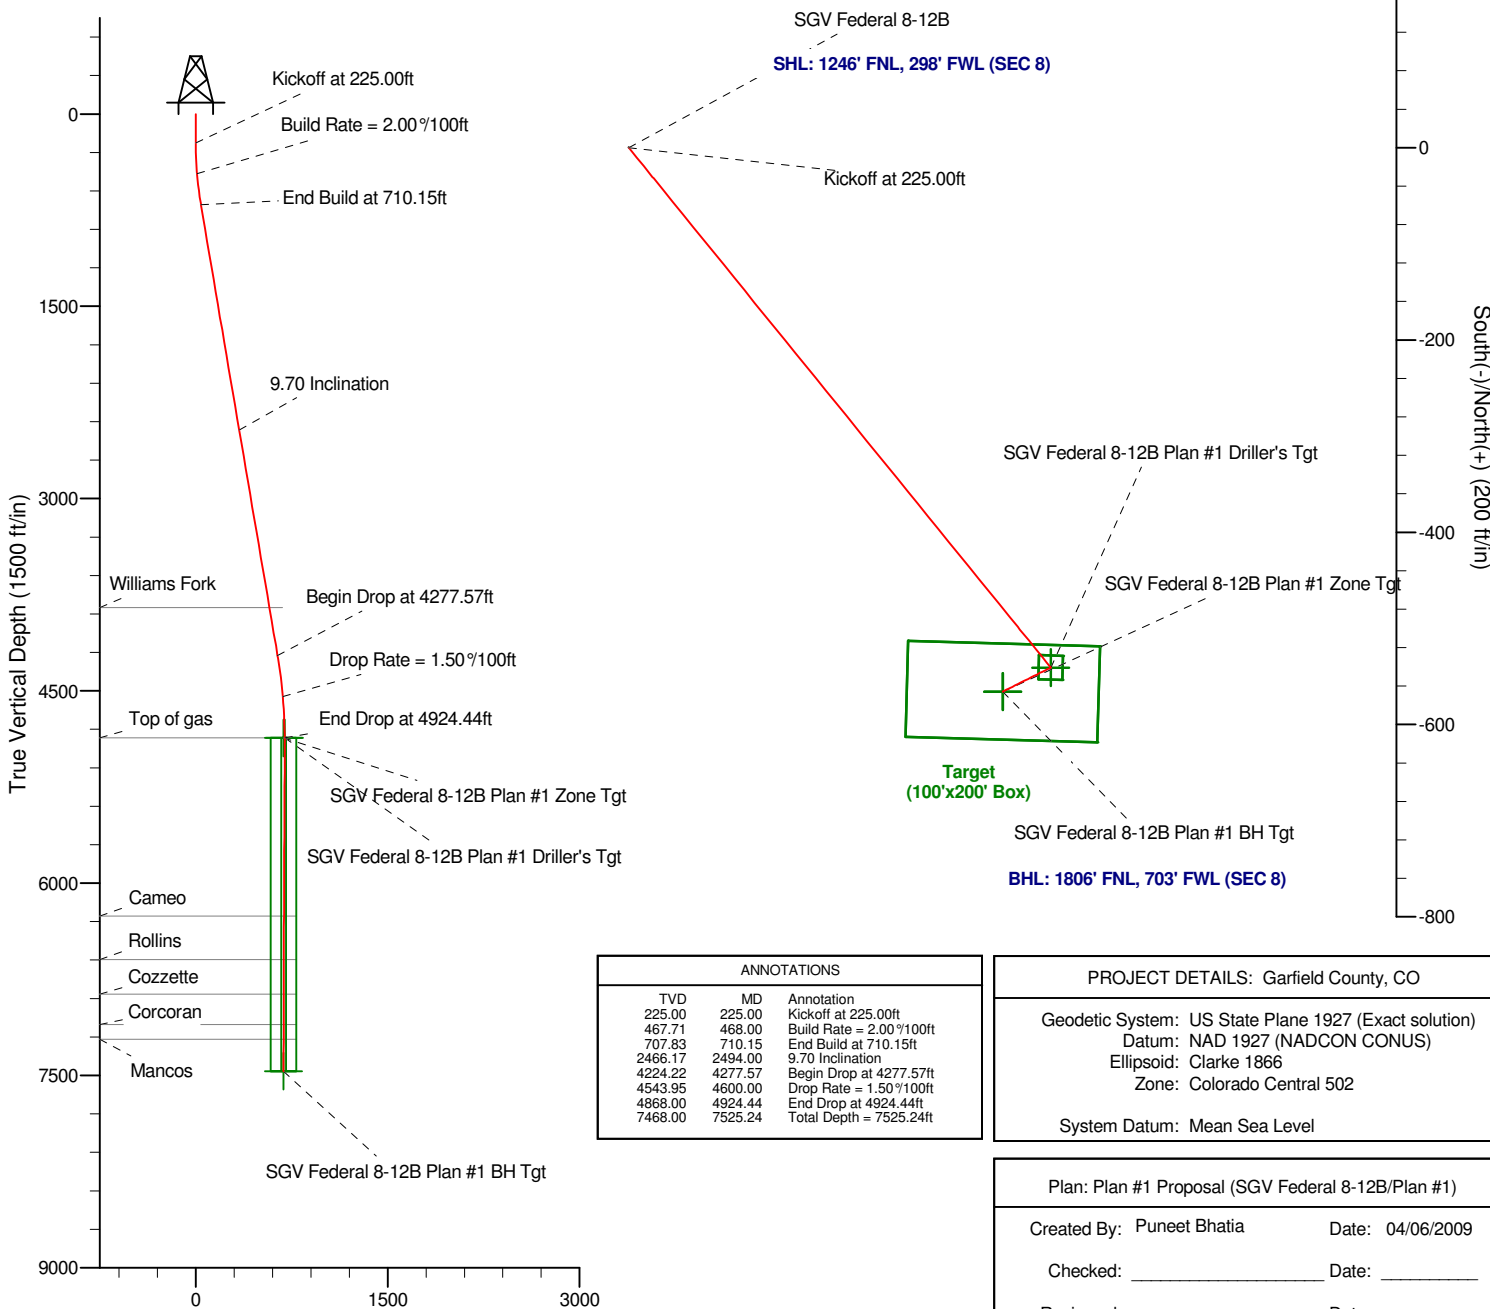 SGV Federal 8-12B
SHL: 1246' FNL, 298' FWL (SEC 8)
Kickoff at 225.00ft
Build Rate = 2.00°/100ft
End Build at 710.15ft
9.70 Inclination
Williams Fork
Begin Drop at 4277.57ft
Drop Rate = 1.50°/100ft
Top of gas
End Drop at 4924.44ft
SGV Federal 8-12B Plan #1 Zone Tgt
SGV Federal 8-12B Plan #1 Driller's Tgt
Cameo
Rollins
Cozzette
Corcoran
Mancos
SGV Federal 8-12B Plan #1 BH Tgt
True Vertical Depth (1500 ft/in)
0
1500
3000
4500
6000
7500
9000
0
1500
3000
Kickoff at 225.00ft
SGV Federal 8-12B Plan #1 Driller's Tgt
SGV Federal 8-12B Plan #1 Zone Tgt
Target
(100'x200' Box)
SGV Federal 8-12B Plan #1 BH Tgt
BHL: 1806' FNL, 703' FWL (SEC 8)
0
-200
-400
-600
-800
South(-)/North(+) (200 ft/in)
ANNOTATIONS
TVD MD Annotation
225.00 225.00 Kickoff at 225.00ft
467.71 468.00 Build Rate = 2.00°/100ft
707.83 710.15 End Build at 710.15ft
2466.17 2494.00 9.70 Inclination
4224.22 4277.57 Begin Drop at 4277.57ft
4543.95 4600.00 Drop Rate = 1.50°/100ft
4868.00 4924.44 End Drop at 4924.44ft
7468.00 7525.24 Total Depth = 7525.24ft
PROJECT DETAILS: Garfield County, CO
Geodetic System: US State Plane 1927 (Exact solution)
Datum: NAD 1927 (NADCON CONUS)
Ellipsoid: Clarke 1866
Zone: Colorado Central 502
System Datum: Mean Sea Level
Plan: Plan #1 Proposal (SGV Federal 8-12B/Plan #1)
Created By: Puneet Bhatia Date: 04/06/2009
Checked: ____________________ Date: __________